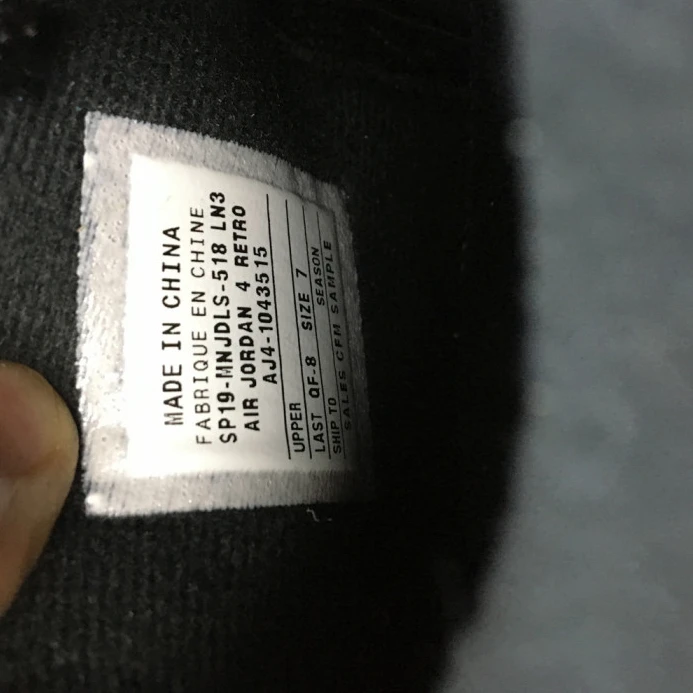 MADE IN CHINA
FABRIQUE EN CHINE
SP19-MNJDLS-518 LN3
AIR JORDAN 4 RETRO
AJ4-1043515
UPPER
LAST QF-8 SIZE 7
SHIP TO SEASON
SALES CFM SAMPLE